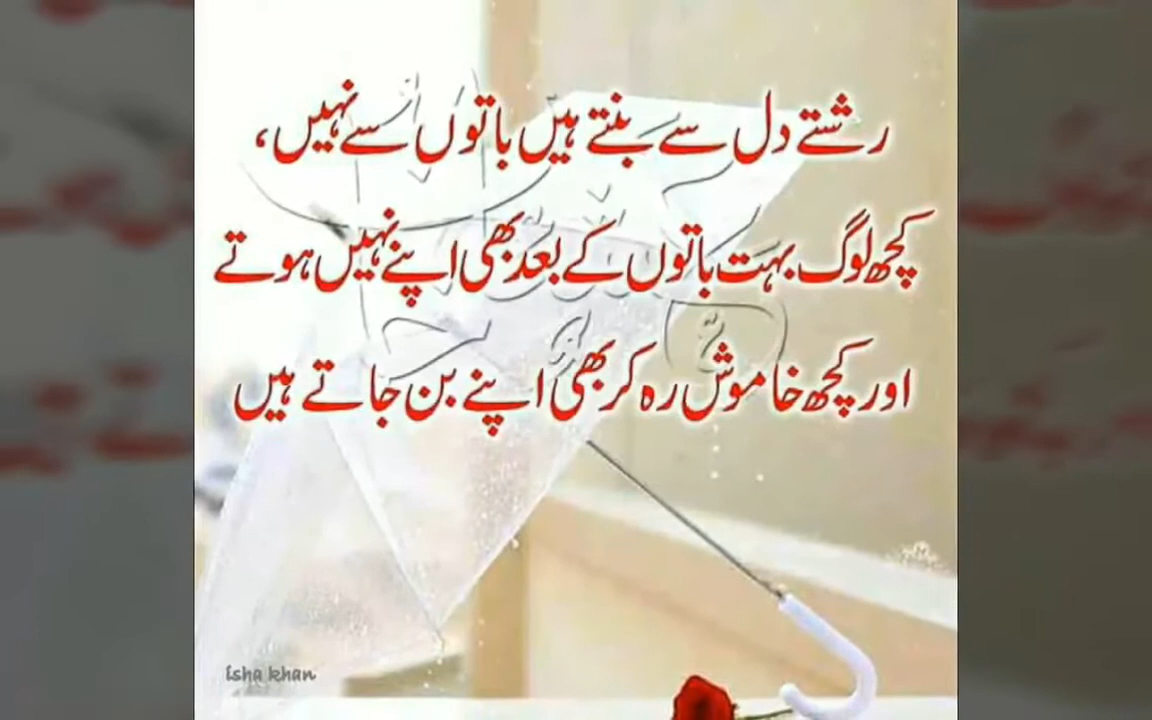 رشتے دل سے بنتے ہیں باتوں سے نہیں،
کچھ لوگ بہت باتوں کے بعد بھی اپنے نہیں ہوتے
اور کچھ خاموش رہ کر بھی اپنے بن جاتے ہیں
Isha khan